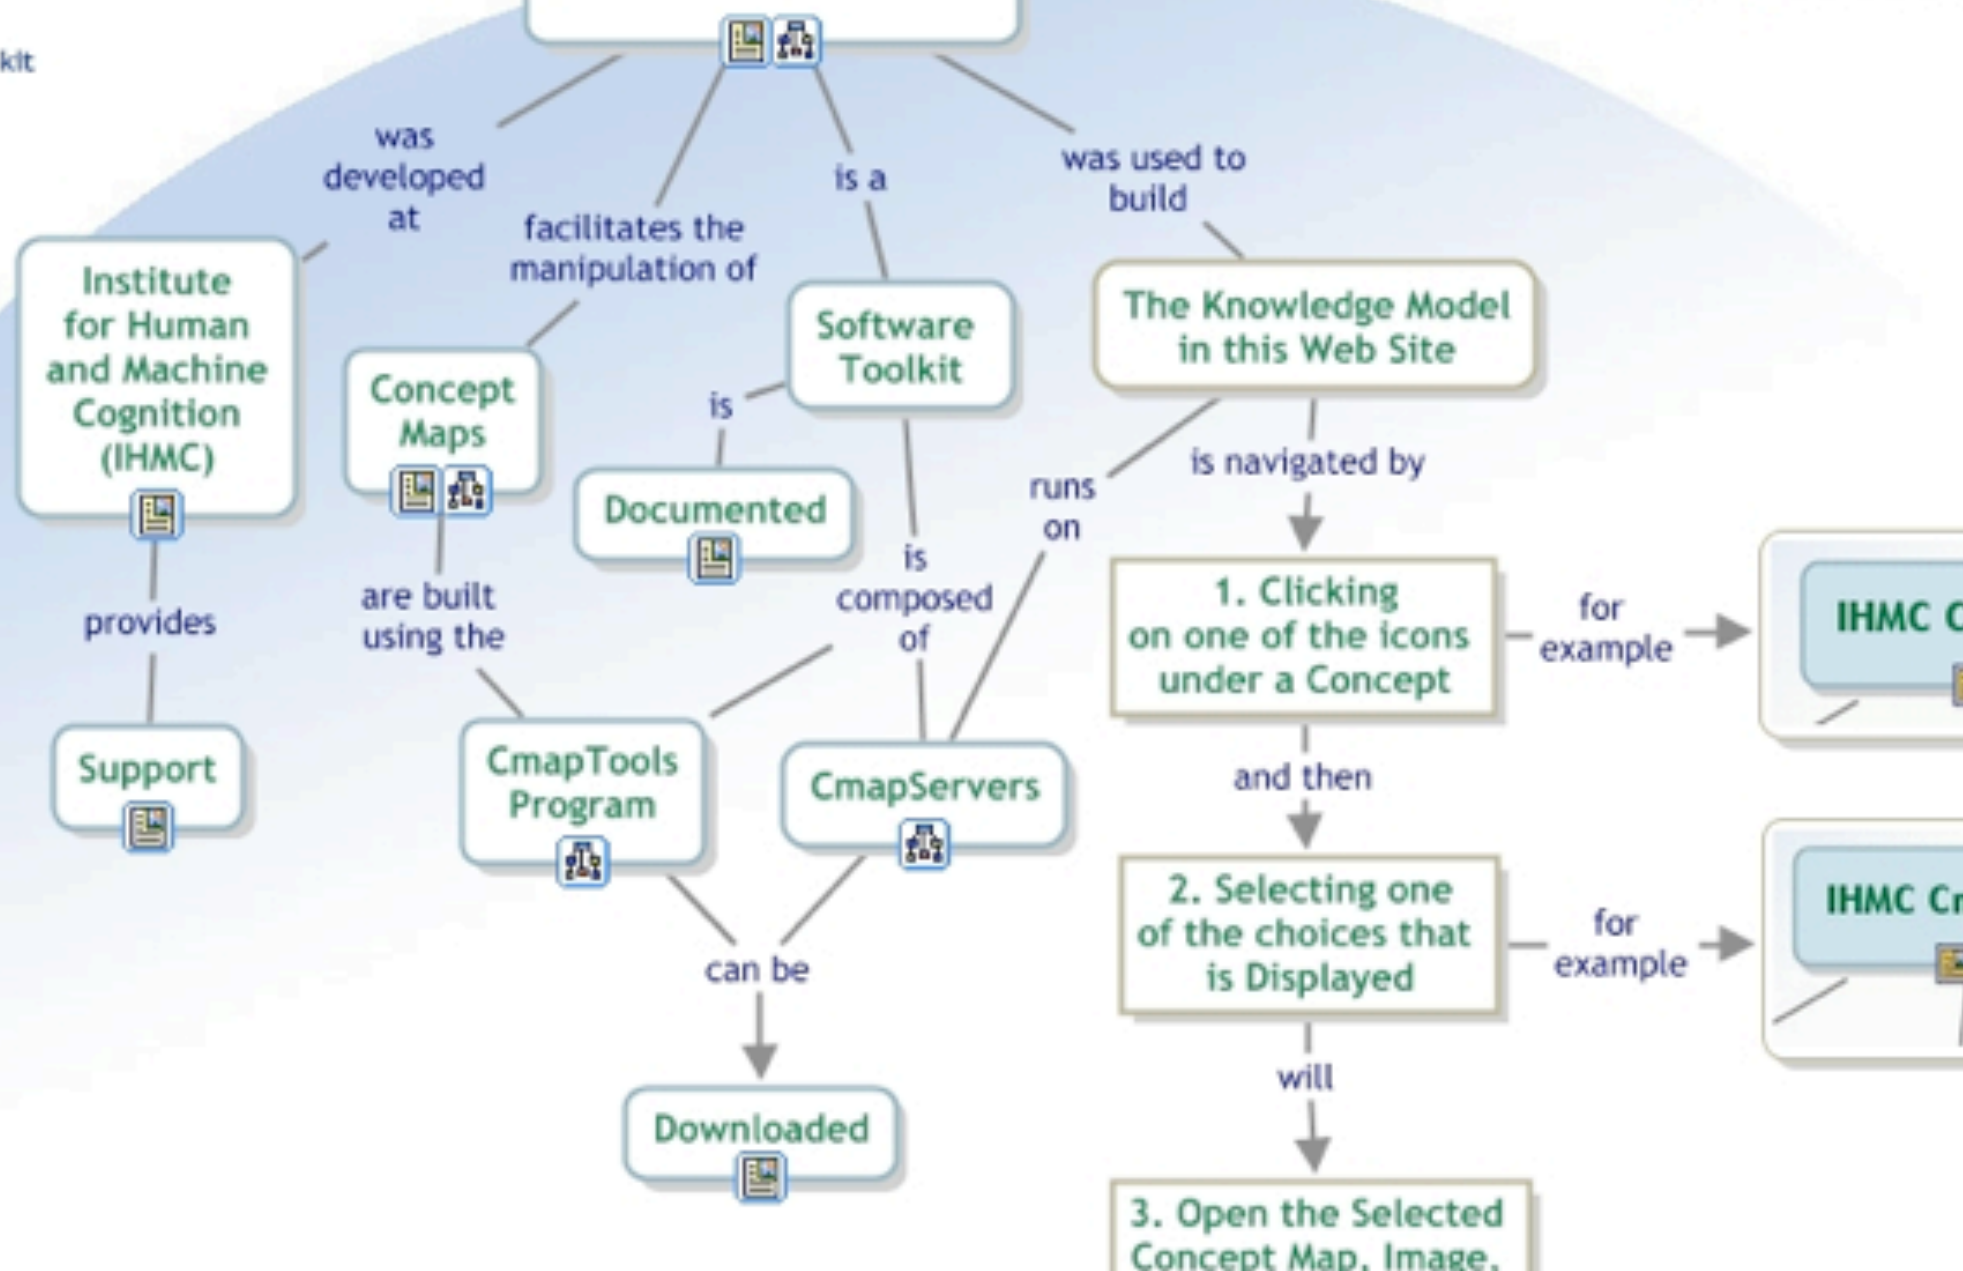 kit
was
developed
at
facilitates the
manipulation of
is a
was used to
build
Institute
for Human
and Machine
Cognition
(IHMC)
Concept
Maps
Software
Toolkit
The Knowledge Model
in this Web Site
is
Documented
is
composed
of
runs
on
is navigated by
provides
are built
using the
1. Clicking
on one of the icons
under a Concept
for
example
IHMC C
Support
CmapTools
Program
CmapServers
and then
2. Selecting one
of the choices that
is Displayed
for
example
IHMC Cm
can be
will
Downloaded
3. Open the Selected
Concept Map, Image,